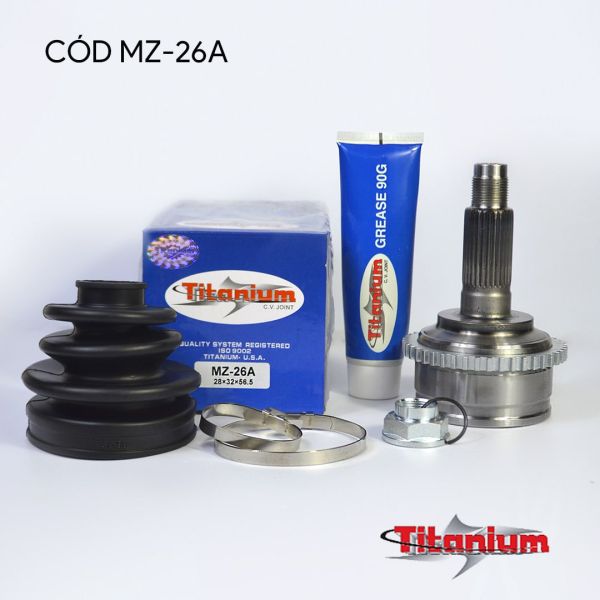 CÓD MZ-26A
Titanium
C.V. JOINT
QUALITY SYSTEM REGISTERED
ISO 9002
TITANIUM- U.S.A.
MZ-26A
28×32×56.5
GREASE 90G
Titanium
C.V. JOINT
Titanium